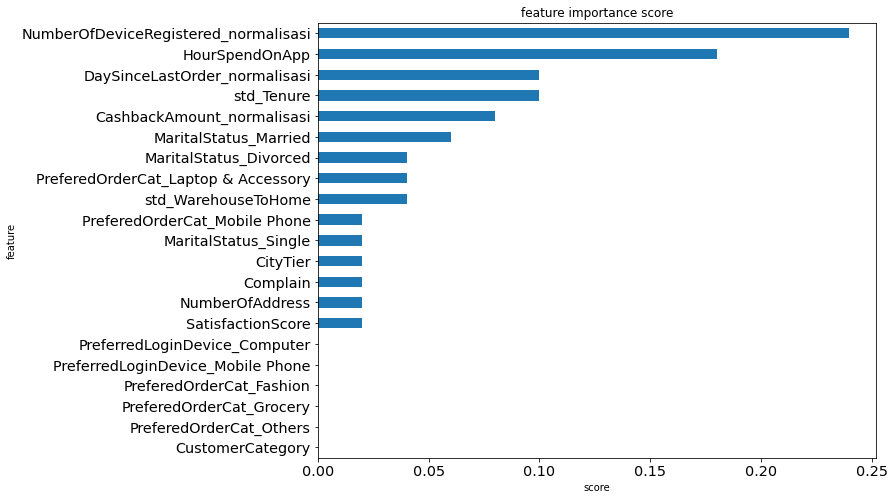 feature importance score
NumberOfDeviceRegistered_normalisasi
HourSpendOnApp
DaySinceLastOrder_normalisasi
std_Tenure
CashbackAmount_normalisasi
MaritalStatus_Married
MaritalStatus_Divorced
PreferedOrderCat_Laptop & Accessory
std_WarehouseToHome
PreferedOrderCat_Mobile Phone
MaritalStatus_Single
CityTier
Complain
NumberOfAddress
SatisfactionScore
PreferredLoginDevice_Computer
PreferredLoginDevice_Mobile Phone
PreferedOrderCat_Fashion
PreferedOrderCat_Grocery
PreferedOrderCat_Others
CustomerCategory
feature
0.00 0.05 0.10 0.15 0.20 0.25
score